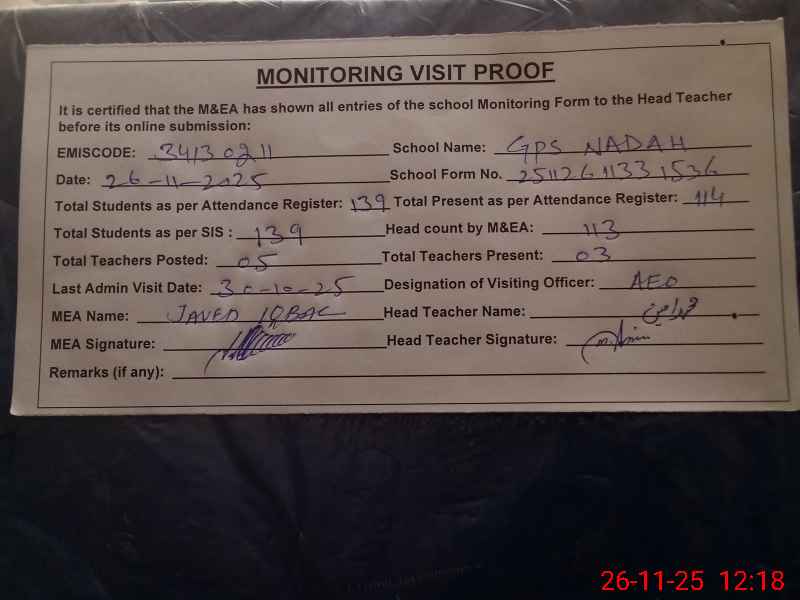 MONITORING VISIT PROOF
It is certified that the M&EA has shown all entries of the school Monitoring Form to the Head Teacher
before its online submission:
EMISCODE: 34130211 School Name: GPS NADAH
Date: 26-11-2025 School Form No. 25112611331536
Total Students as per Attendance Register: 139 Total Present as per Attendance Register: 114
Total Students as per SIS : 139 Head count by M&EA: 113
Total Teachers Posted: 05 Total Teachers Present: 03
Last Admin Visit Date: 30-10-25 Designation of Visiting Officer: AEO
MEA Name: JAVED IQBAL Head Teacher Name: محمد امین
MEA Signature: Head Teacher Signature: M. Amin
Remarks (if any):
26-11-25 12:18